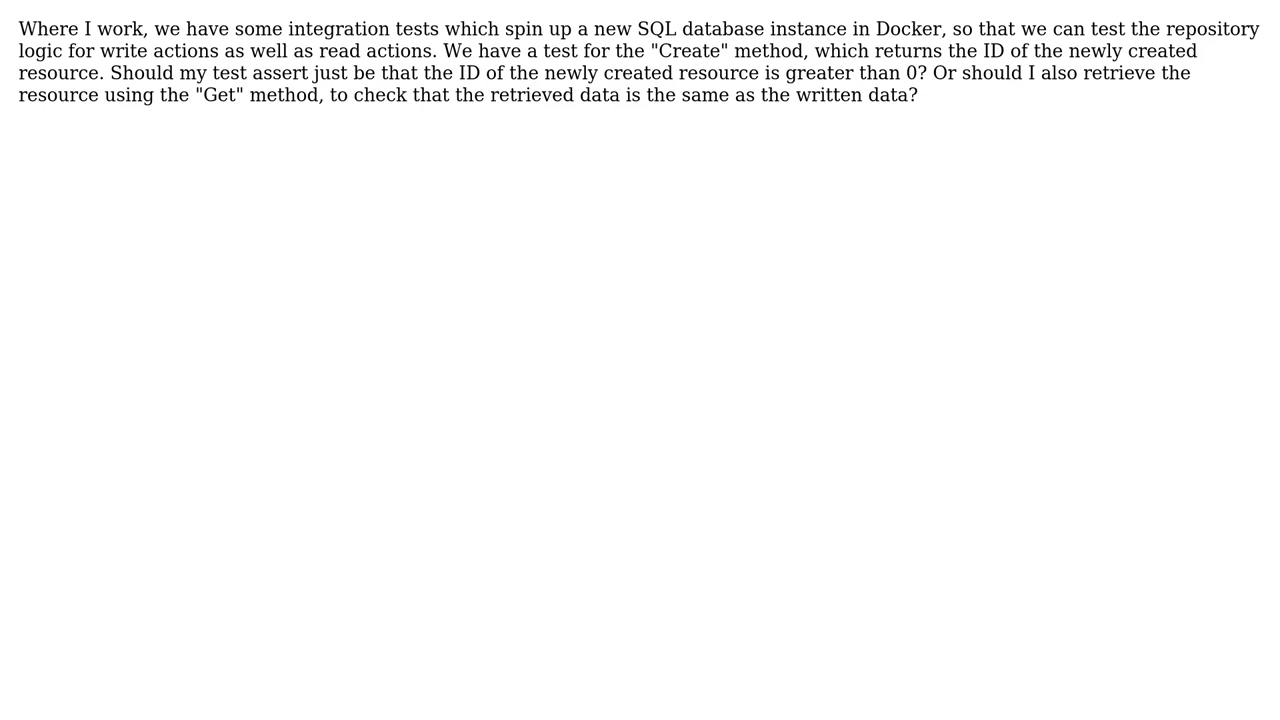 Where I work, we have some integration tests which spin up a new SQL database instance in Docker, so that we can test the repository
logic for write actions as well as read actions. We have a test for the "Create" method, which returns the ID of the newly created
resource. Should my test assert just be that the ID of the newly created resource is greater than 0? Or should I also retrieve the
resource using the "Get" method, to check that the retrieved data is the same as the written data?